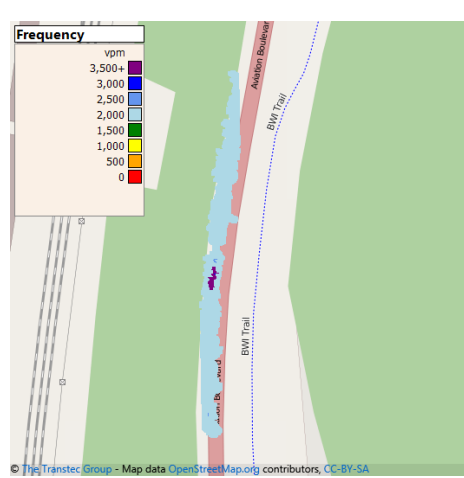 Frequency
vpm
3,500+
3,000
2,500
2,000
1,500
1,000
500
0
Aviation Boulevar
BWI Trail
BWI Trail
© The Transtec Group - Map data OpenStreetMap.org contributors, CC-BY-SA